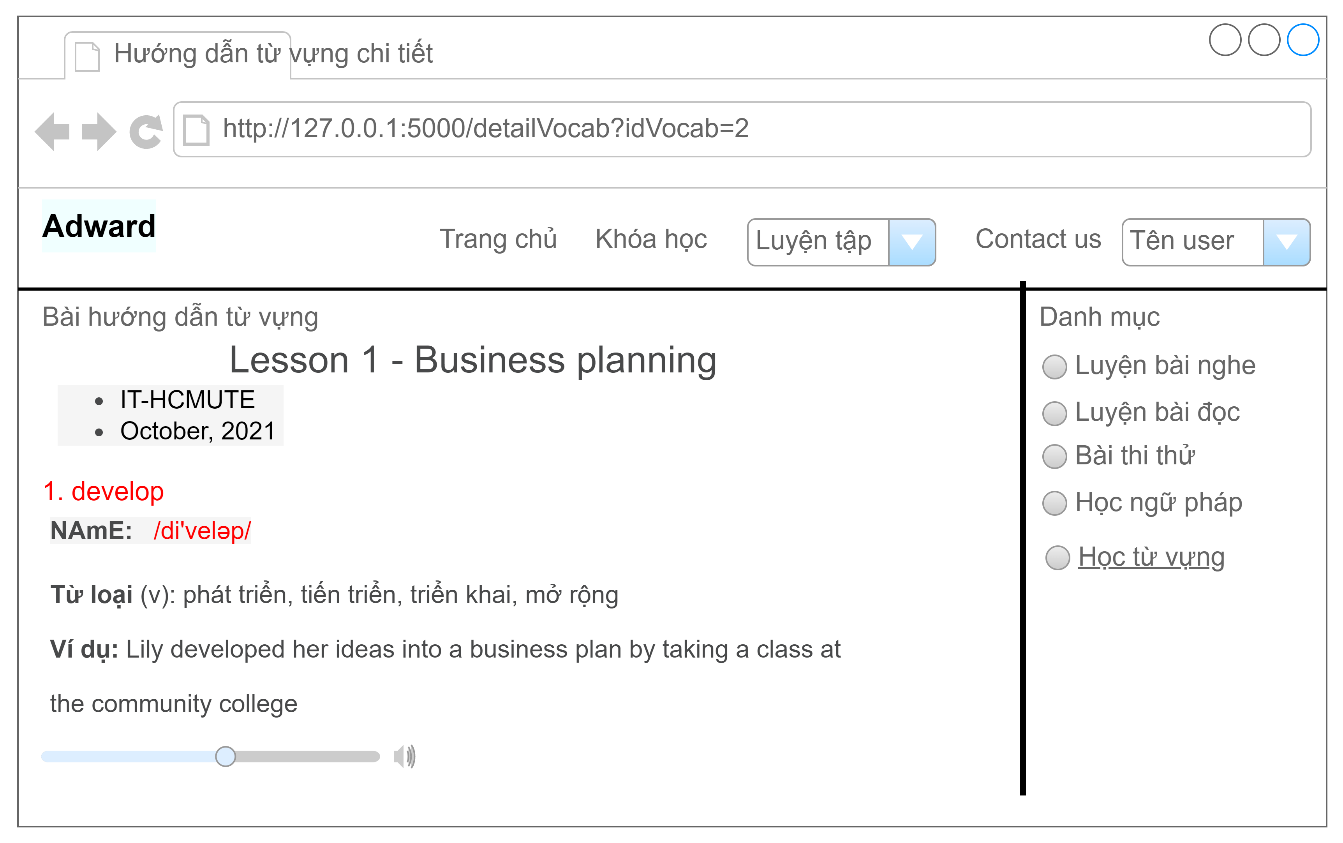 Hướng dẫn từ vựng chi tiết
http://127.0.0.1:5000/detailVocab?idVocab=2
Adward
Trang chủ Khóa học Luyện tập Contact us Tên user
Bài hướng dẫn từ vựng
Lesson 1 - Business planning
• IT-HCMUTE
• October, 2021
1. develop
NAmE: /di'veləp/
Từ loại (v): phát triển, tiến triển, triển khai, mở rộng
Ví dụ: Lily developed her ideas into a business plan by taking a class at
the community college
Danh mục
Luyện bài nghe
Luyện bài đọc
Bài thi thử
Học ngữ pháp
Học từ vựng